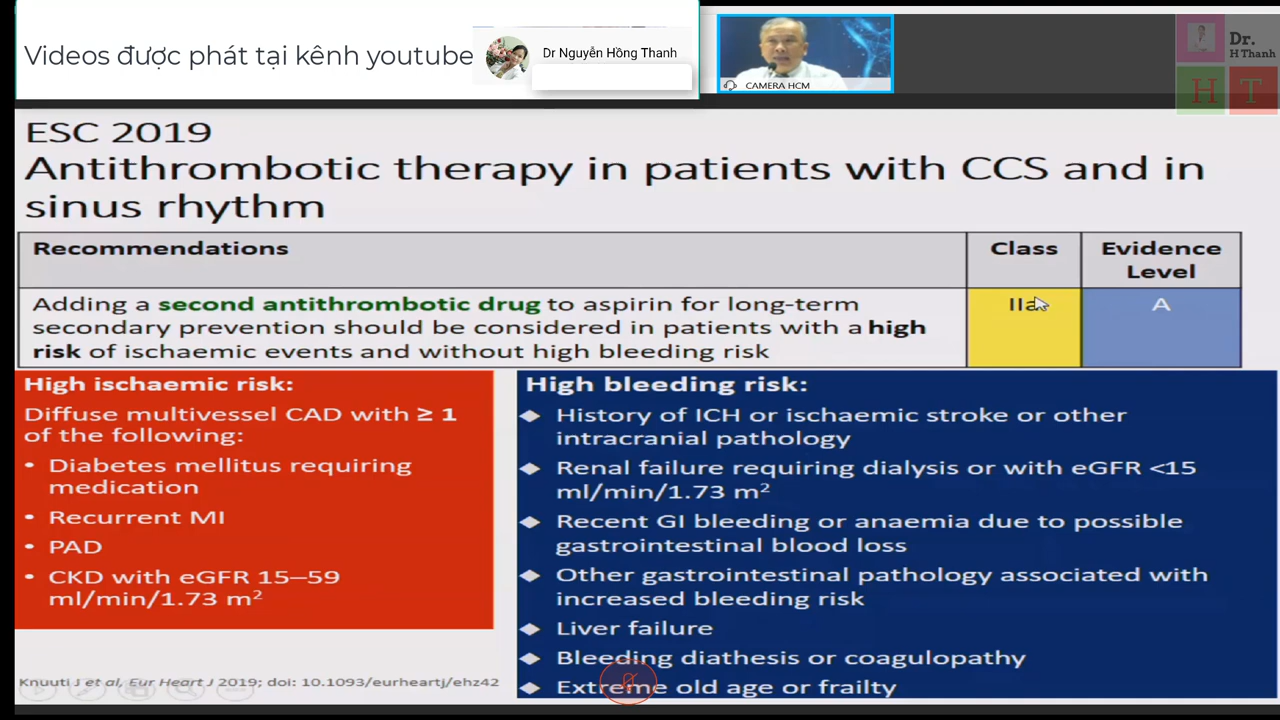 Videos được phát tại kênh youtube
Dr Nguyễn Hồng Thanh
CAMERA HCM
Dr.
H Thanh
H T
ESC 2019
Antithrombotic therapy in patients with CCS and in
sinus rhythm
Recommendations
Class
Evidence
Level
Adding a second antithrombotic drug to aspirin for long-term
secondary prevention should be considered in patients with a high
risk of ischaemic events and without high bleeding risk
IIa
A
High ischaemic risk:
Diffuse multivessel CAD with ≥ 1
of the following:
• Diabetes mellitus requiring
medication
• Recurrent MI
• PAD
• CKD with eGFR 15–59
ml/min/1.73 m²
High bleeding risk:
◆ History of ICH or ischaemic stroke or other
intracranial pathology
◆ Renal failure requiring dialysis or with eGFR <15
ml/min/1.73 m²
◆ Recent GI bleeding or anaemia due to possible
gastrointestinal blood loss
◆ Other gastrointestinal pathology associated with
increased bleeding risk
◆ Liver failure
◆ Bleeding diathesis or coagulopathy
◆ Extreme old age or frailty
Knuuti J et al, Eur Heart J 2019; doi: 10.1093/eurheartj/ehz42